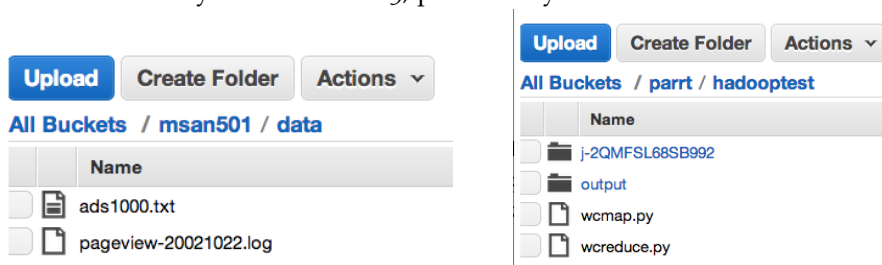 Upload Create Folder Actions
All Buckets / msan501 / data
Name
ads1000.txt
pageview-20021022.log
Upload Create Folder Actions
All Buckets / parrt / hadooptest
Name
j-2QMFSL68SB992
output
wcmap.py
wcreduce.py